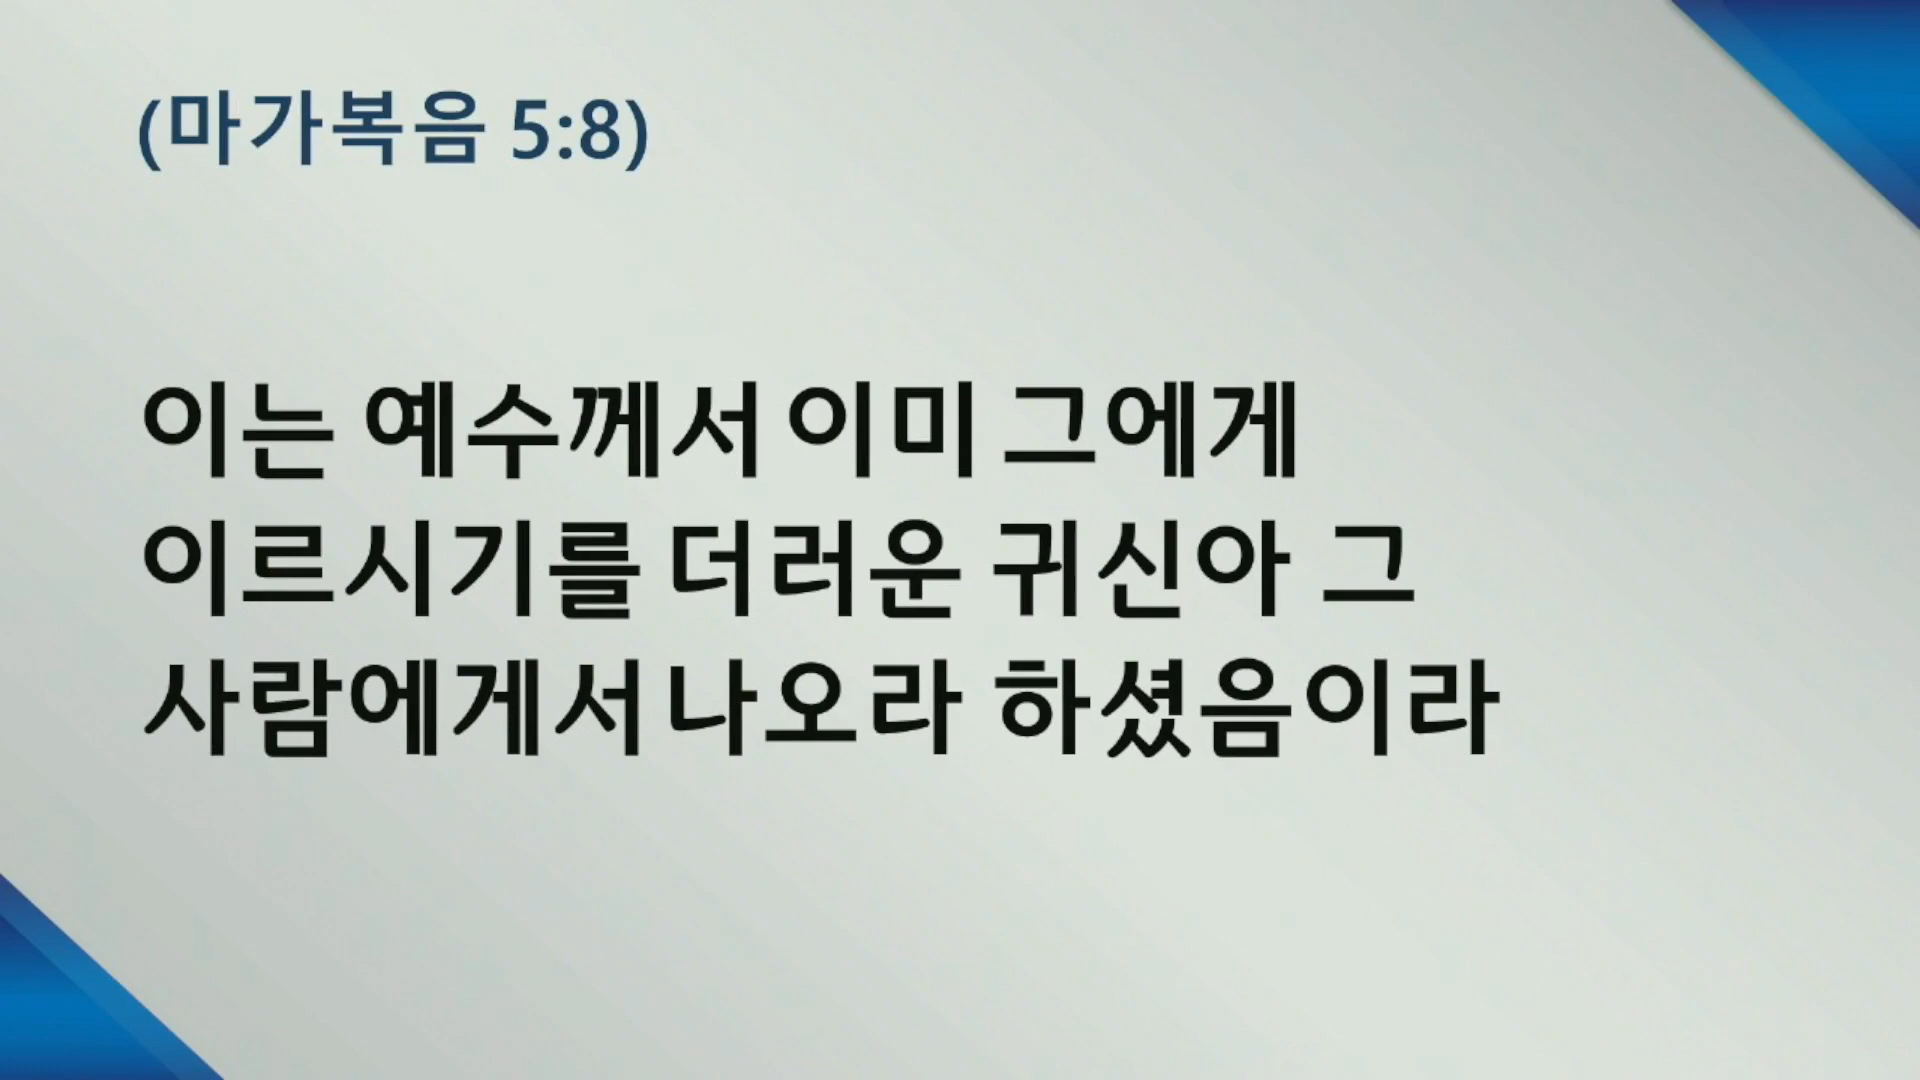 (마가복음 5:8)
이는 예수께서 이미 그에게
이르시기를 더러운 귀신아 그
사람에게서 나오라 하셨음이라